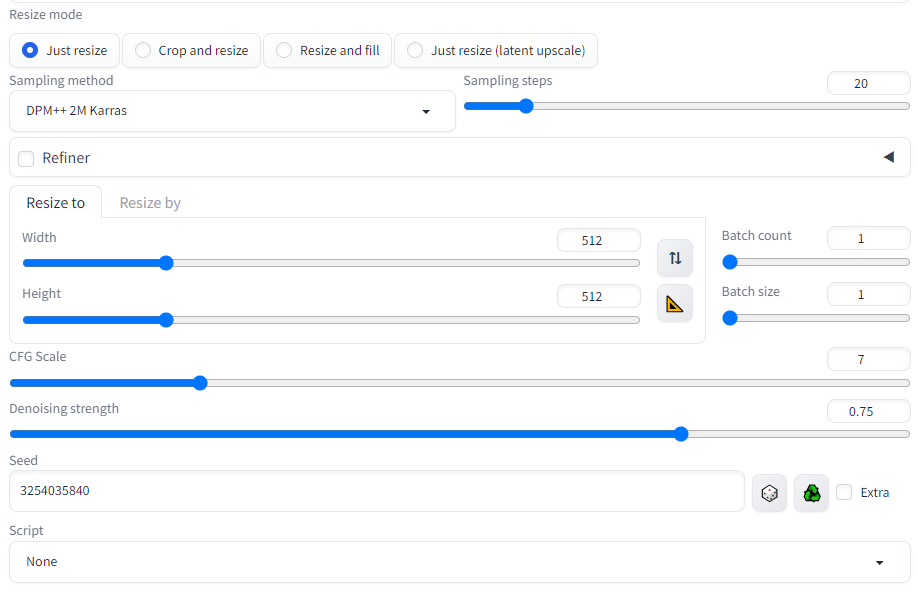 Resize mode
Just resize
Crop and resize
Resize and fill
Just resize (latent upscale)
Sampling method
Sampling steps
20
DPM++ 2M Karras
Refiner
Resize to
Resize by
Width
512
Height
512
Batch count
1
Batch size
1
CFG Scale
7
Denoising strength
0.75
Seed
3254035840
Extra
Script
None